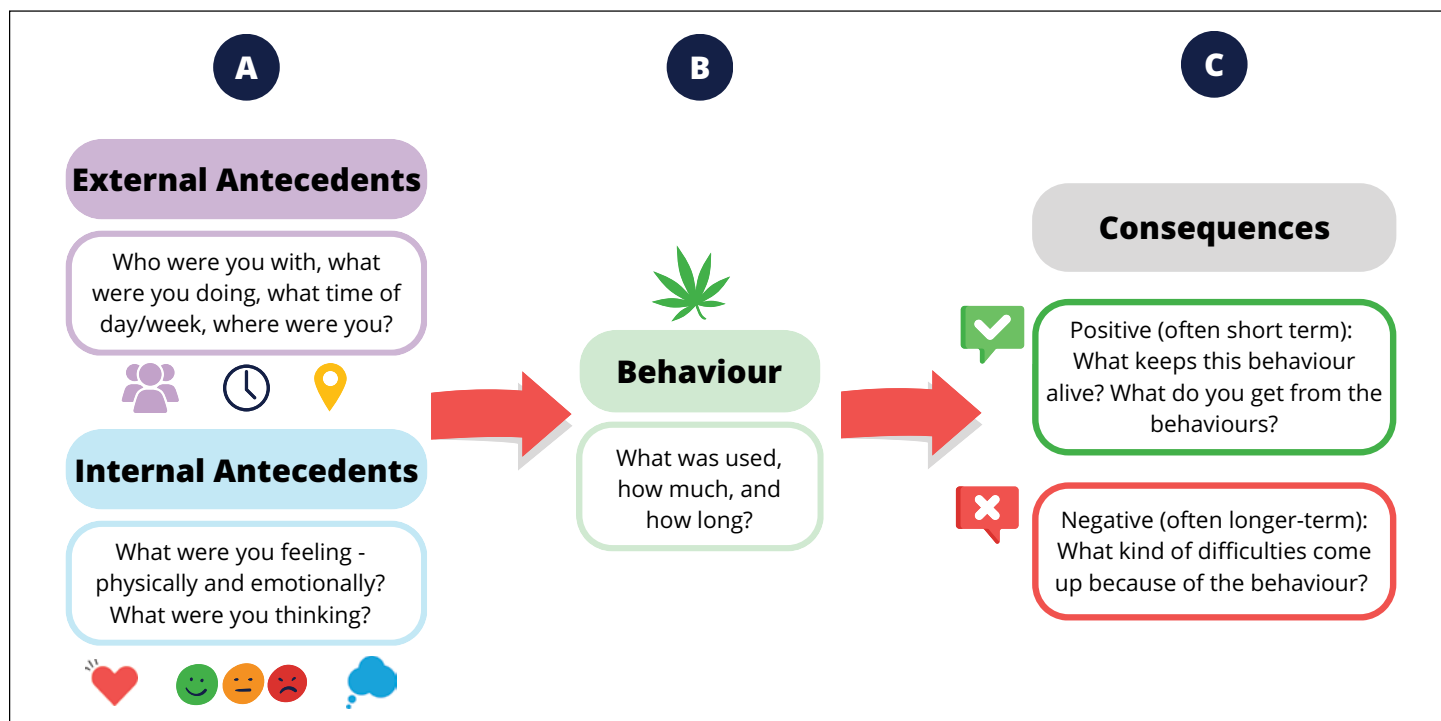 A
B
C
External Antecedents
Who were you with, what
were you doing, what time of
day/week, where were you?
Internal Antecedents
What were you feeling -
physically and emotionally?
What were you thinking?
Behaviour
What was used,
how much, and
how long?
Consequences
Positive (often short term):
What keeps this behaviour
alive? What do you get from the
behaviours?
Negative (often longer-term):
What kind of difficulties come
up because of the behaviour?